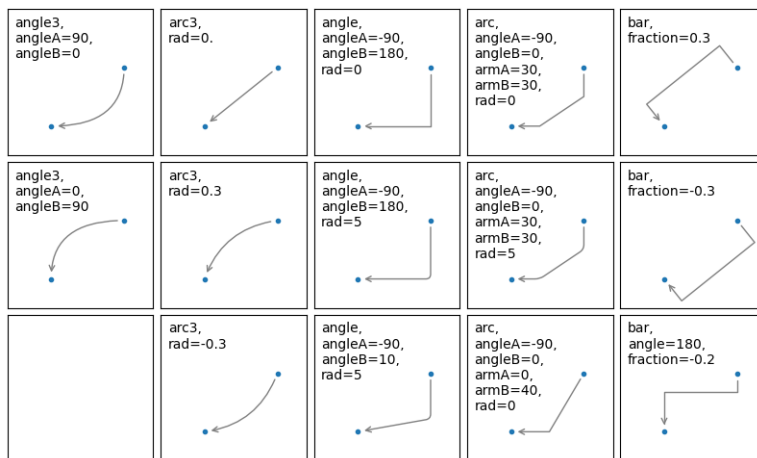 angle3,
angleA=90,
angleB=0
arc3,
rad=0.
angle,
angleA=-90,
angleB=180,
rad=0
arc,
angleA=-90,
angleB=0,
armA=30,
armB=30,
rad=0
bar,
fraction=0.3
angle3,
angleA=0,
angleB=90
arc3,
rad=0.3
angle,
angleA=-90,
angleB=180,
rad=5
arc,
angleA=-90,
angleB=0,
armA=30,
armB=30,
rad=5
bar,
fraction=-0.3
arc3,
rad=-0.3
angle,
angleA=-90,
angleB=10,
rad=5
arc,
angleA=-90,
angleB=0,
armA=0,
armB=40,
rad=0
bar,
angle=180,
fraction=-0.2